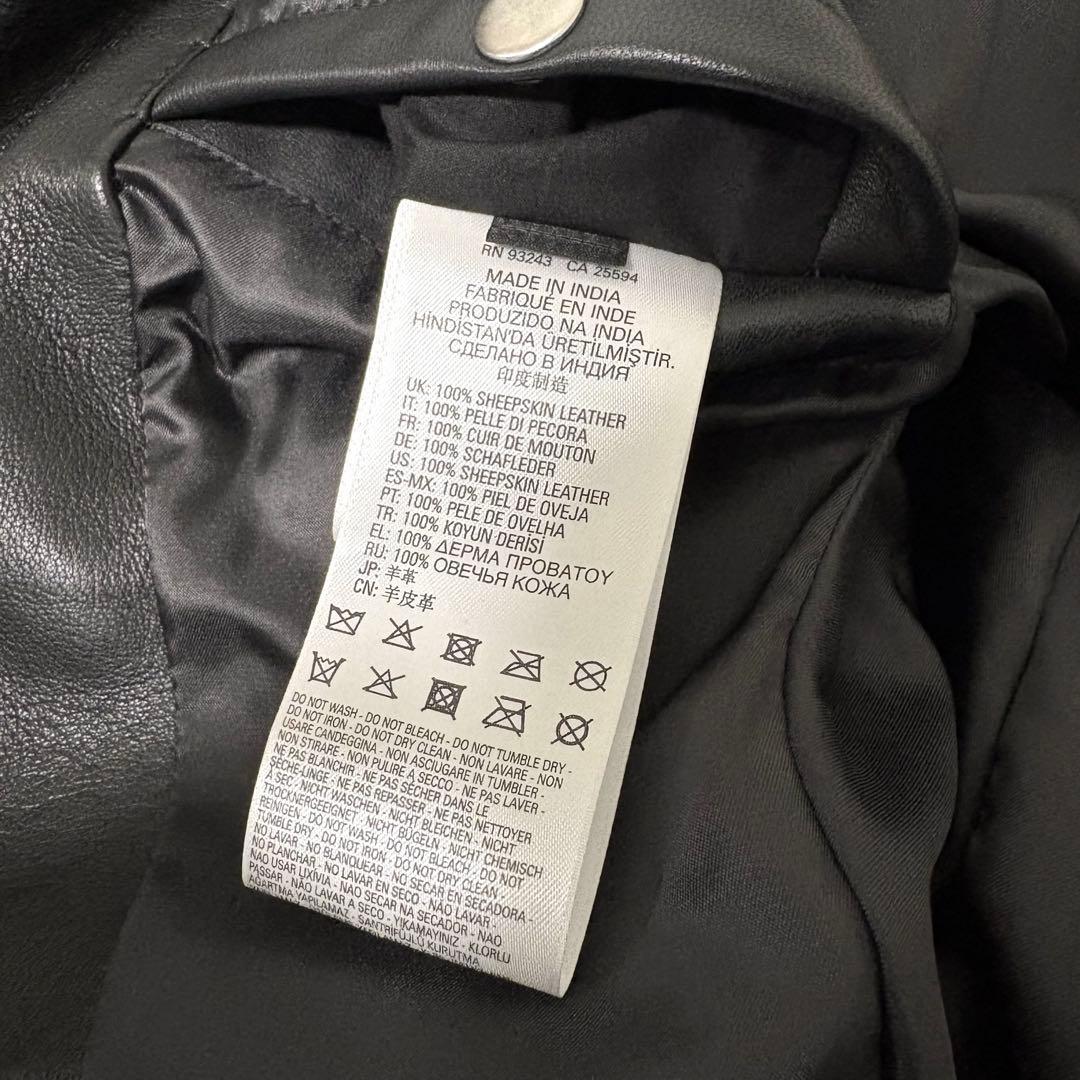 RN 93243 CA 25594
MADE IN INDIA
FABRIQUÉ EN INDE
PRODUZIDO NA INDIA
HİNDİSTAN'DA ÜRETİLMİŞTİR.
СДЕЛАНО В ИНДИЯ
印度制造
UK: 100% SHEEPSKIN LEATHER
IT: 100% PELLE DI PECORA
FR: 100% CUIR DE MOUTON
DE: 100% SCHAFLEDER
US: 100% SHEEPSKIN LEATHER
ES-MX: 100% PIEL DE OVEJA
PT: 100% PELE DE OVELHA
TR: 100% KOYUN DERİSİ
EL: 100% ΔΕΡΜΑ ΠΡΟΒΑΤΟΥ
RU: 100% ОВЕЧЬЯ КОЖА
JP: 羊革
CN: 羊皮革
DO NOT WASH - DO NOT BLEACH - DO NOT TUMBLE DRY -
DO NOT IRON - DO NOT DRY CLEAN - NON LAVARE - NON
USARE CANDEGGINA - NON ASCIUGARE IN TUMBLER -
NON STIRARE - NON PULIRE A SECCO - NE PAS LAVER -
NE PAS BLANCHIR - NE PAS SÉCHER DANS LE
SÈCHE-LINGE - NE PAS REPASSER - NE PAS NETTOYER
À SEC - NICHT WASCHEN - NICHT BLEICHEN - NICHT
TROCKNERGEEIGNET - NICHT BÜGELN - NICHT CHEMISCH
REINIGEN - DO NOT WASH - DO NOT BLEACH - DO NOT
TUMBLE DRY - DO NOT IRON - DO NOT DRY CLEAN
NO LAVAR - NO BLANQUEAR - NO SECAR EN SECADORA -
NO PLANCHAR - NO LAVAR EN SECO - NÃO LAVAR -
NÃO USAR LIXÍVIA - NÃO SECAR NA SECADOR - NÃO
PASSAR - NÃO LAVAR A SECO - YIKAMAYINIZ - KLORLU
AĞARTMA YAPILAMAZ - SANTRİFÜJLÜ KURUTMA